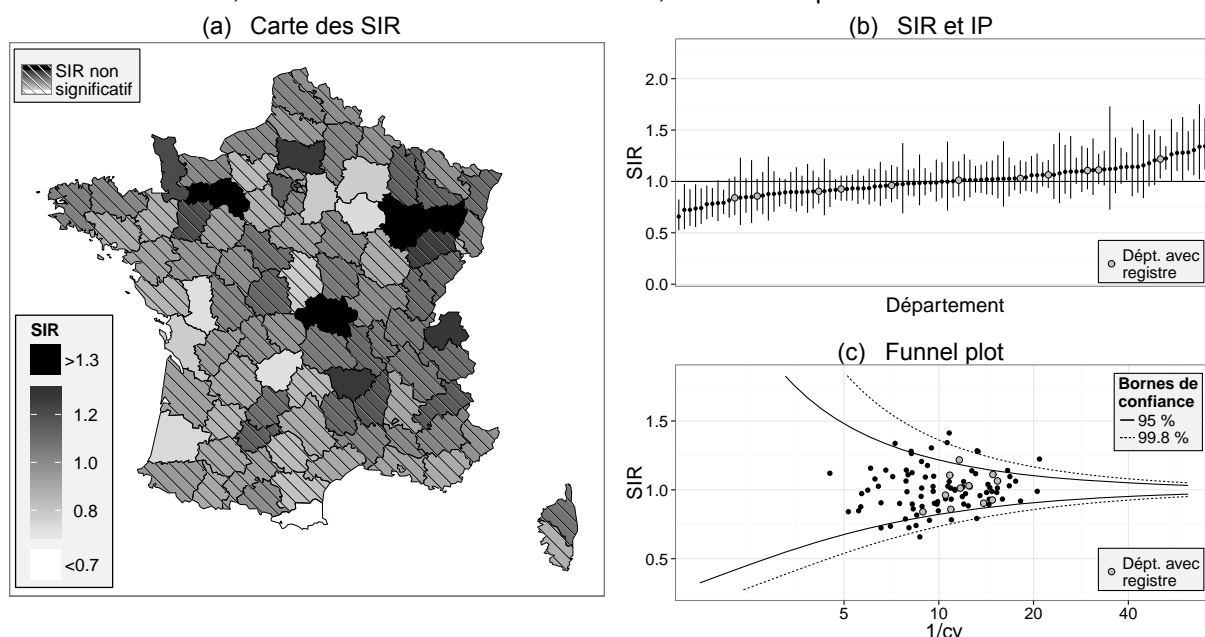 (a) Carte des SIR
SIR non
significatif
SIR
>1.3
1.2
1.0
0.8
<0.7
(b) SIR et IP
SIR
2.0
1.5
1.0
0.5
0.0
Dépt. avec
registre
Département
(c) Funnel plot
SIR
1.5
1.0
0.5
Bornes de
confiance
95 %
99.8 %
Dépt. avec
registre
5
10
20
40
1/cv